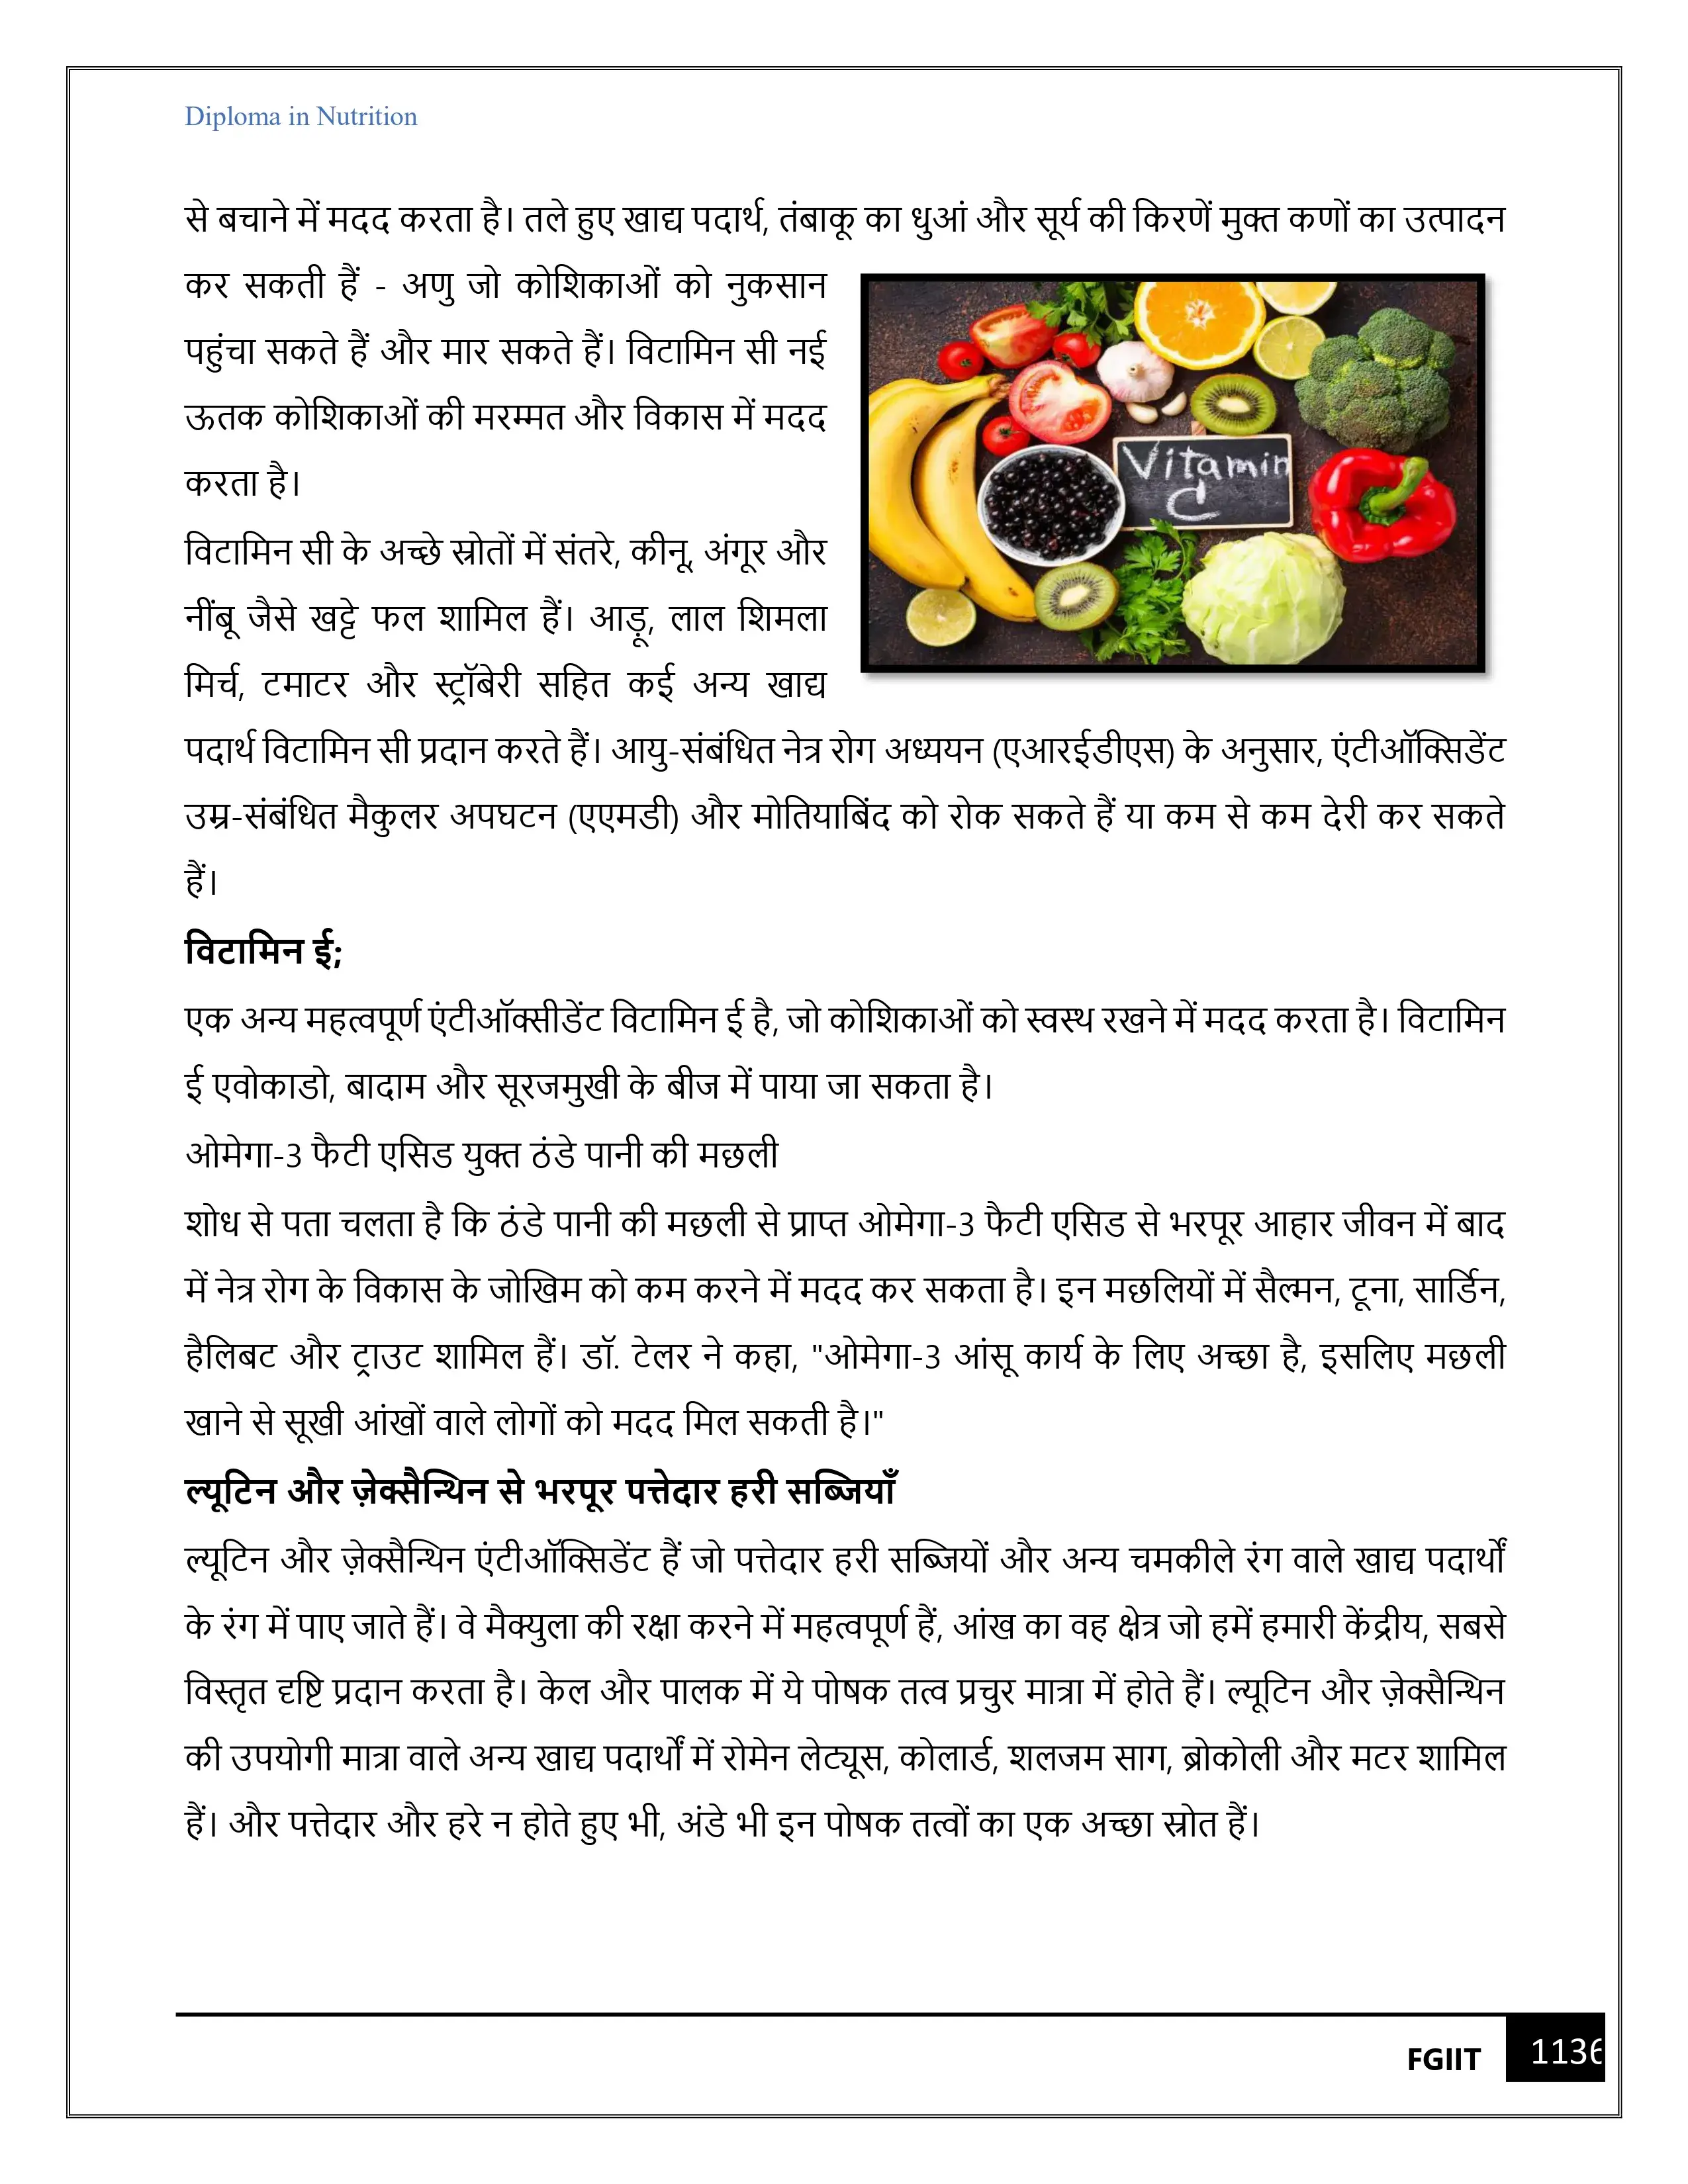 Diploma in Nutrition
से बचाने में मदद करता है। तले हुए खाद्य पदार्थ, तंबाकू का धुआं और सूर्य की किरणें मुक्त कणों का उत्पादन
कर सकती हैं - अणु जो कोशिकाओं को नुकसान
पहुंचा सकते हैं और मार सकते हैं। विटामिन सी नई
ऊतक कोशिकाओं की मरम्मत और विकास में मदद
करता है।
विटामिन सी के अच्छे स्रोतों में संतरे, कीनू, अंगूर और
नींबू जैसे खट्टे फल शामिल हैं। आड़ू, लाल शिमला
मिर्च, टमाटर और स्ट्रॉबेरी सहित कई अन्य खाद्य
Vitamin
C
पदार्थ विटामिन सी प्रदान करते हैं। आयु-संबंधित नेत्र रोग अध्ययन (एआरईडीएस) के अनुसार, एंटीऑक्सिडेंट
उम्र-संबंधित मैकुलर अपघटन (एएमडी) और मोतियाबिंद को रोक सकते हैं या कम से कम देरी कर सकते
हैं।
विटामिन ई;
एक अन्य महत्वपूर्ण एंटीऑक्सीडेंट विटामिन ई है, जो कोशिकाओं को स्वस्थ रखने में मदद करता है। विटामिन
ई एवोकाडो, बादाम और सूरजमुखी के बीज में पाया जा सकता है।
ओमेगा-3 फैटी एसिड युक्त ठंडे पानी की मछली
शोध से पता चलता है कि ठंडे पानी की मछली से प्राप्त ओमेगा-3 फैटी एसिड से भरपूर आहार जीवन में बाद
में नेत्र रोग के विकास के जोखिम को कम करने में मदद कर सकता है। इन मछलियों में सैल्मन, टूना, सार्डिन,
हैलिबट और ट्राउट शामिल हैं। डॉ. टेलर ने कहा, "ओमेगा-3 आंसू कार्य के लिए अच्छा है, इसलिए मछली
खाने से सूखी आंखों वाले लोगों को मदद मिल सकती है।"
ल्यूटिन और ज़ेक्सैन्थिन से भरपूर पत्तेदार हरी सब्जियाँ
ल्यूटिन और ज़ेक्सैन्थिन एंटीऑक्सिडेंट हैं जो पत्तेदार हरी सब्जियों और अन्य चमकीले रंग वाले खाद्य पदार्थों
के रंग में पाए जाते हैं। वे मैक्युला की रक्षा करने में महत्वपूर्ण हैं, आंख का वह क्षेत्र जो हमें हमारी केंद्रीय, सबसे
विस्तृत दृष्टि प्रदान करता है। केल और पालक में ये पोषक तत्व प्रचुर मात्रा में होते हैं। ल्यूटिन और ज़ेक्सैन्थिन
की उपयोगी मात्रा वाले अन्य खाद्य पदार्थों में रोमेन लेट्यूस, कोलार्ड, शलजम साग, ब्रोकोली और मटर शामिल
हैं। और पत्तेदार और हरे न होते हुए भी, अंडे भी इन पोषक तत्वों का एक अच्छा स्रोत हैं।
FGIIT
1136